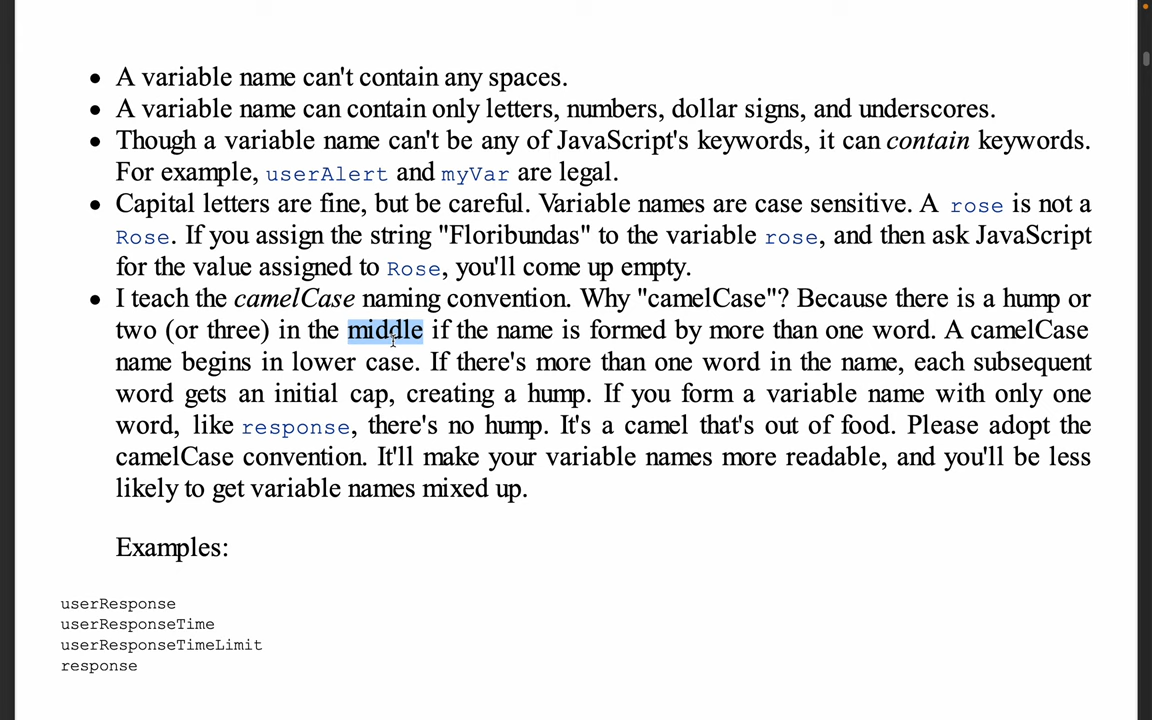 • A variable name can't contain any spaces.
• A variable name can contain only letters, numbers, dollar signs, and underscores.
• Though a variable name can't be any of JavaScript's keywords, it can contain keywords.
For example, userAlert and myVar are legal.
• Capital letters are fine, but be careful. Variable names are case sensitive. A rose is not a
Rose. If you assign the string "Floribundas" to the variable rose, and then ask JavaScript
for the value assigned to Rose, you'll come up empty.
• I teach the camelCase naming convention. Why "camelCase"? Because there is a hump or
two (or three) in the middle if the name is formed by more than one word. A camelCase
name begins in lower case. If there's more than one word in the name, each subsequent
word gets an initial cap, creating a hump. If you form a variable name with only one
word, like response, there's no hump. It's a camel that's out of food. Please adopt the
camelCase convention. It'll make your variable names more readable, and you'll be less
likely to get variable names mixed up.
Examples:
userResponse
userResponseTime
userResponseTimeLimit
response